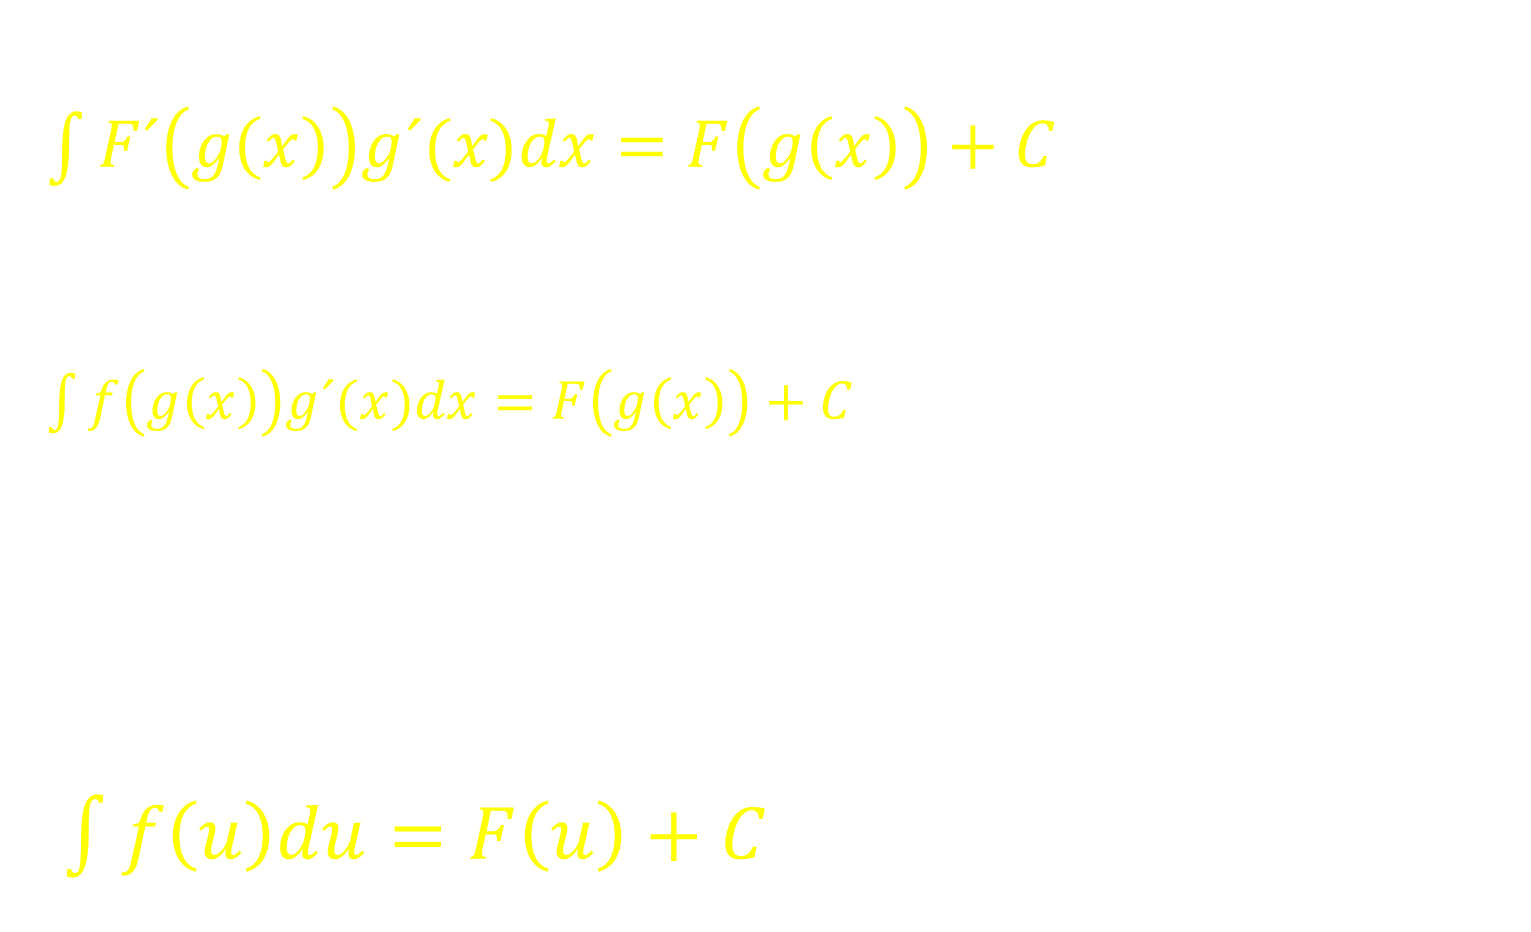 ∫ F´(g(x))g´(x)dx = F(g(x)) + C
∫ f(g(x))g´(x)dx = F(g(x)) + C
∫ f(u)du = F(u) + C